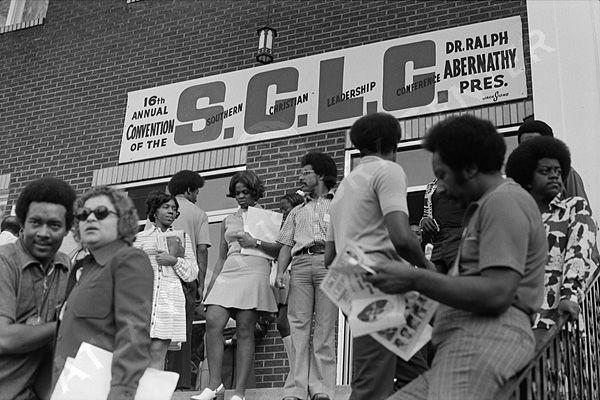 16th
ANNUAL
CONVENTION
OF THE
S.C.L.C.
SOUTHERN CHRISTIAN LEADERSHIP CONFERENCE
DR. RALPH
ABERNATHY
PRES.